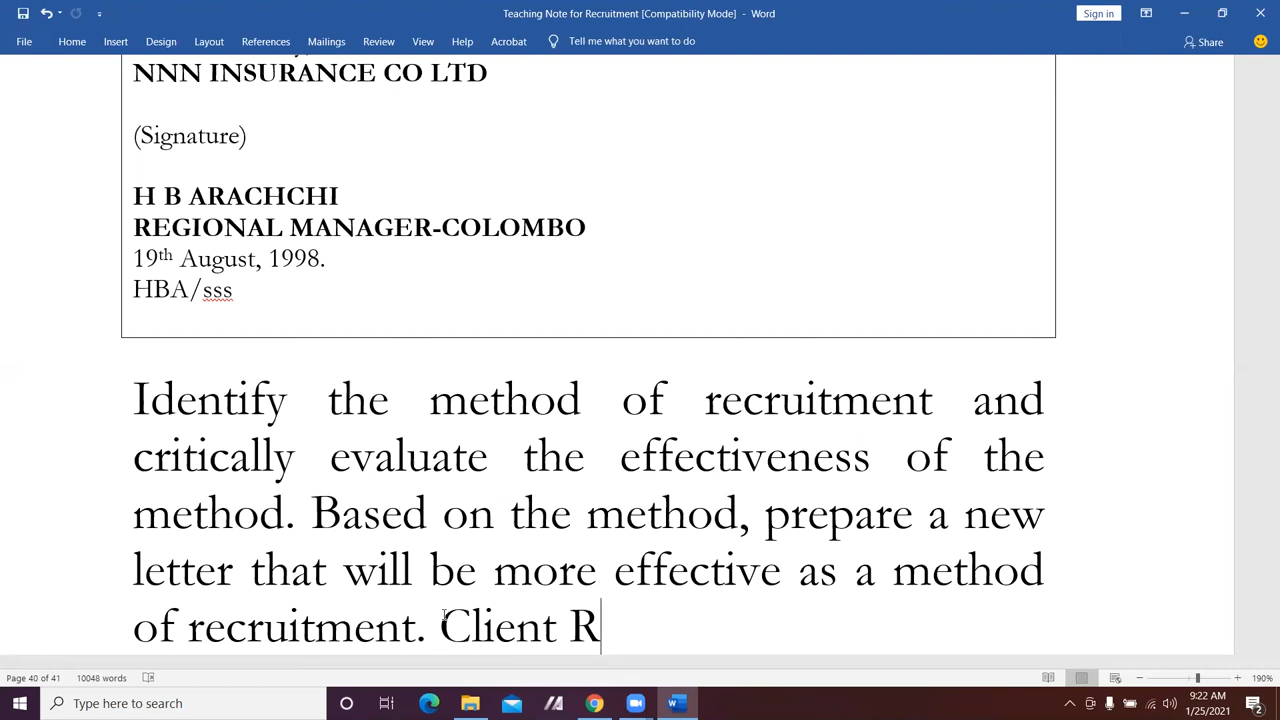 Teaching Note for Recruitment [Compatibility Mode] - Word
Sign in
File Home Insert Design Layout References Mailings Review View Help Acrobat Tell me what you want to do Share
NNN INSURANCE CO LTD
(Signature)
H B ARACHCHI
REGIONAL MANAGER-COLOMBO
19th August, 1998.
HBA/sss
Identify the method of recruitment and
critically evaluate the effectiveness of the
method. Based on the method, prepare a new
letter that will be more effective as a method
of recruitment. Client R
Page 40 of 41 10048 words 190%
Type here to search
9:22 AM
1/25/2021
2